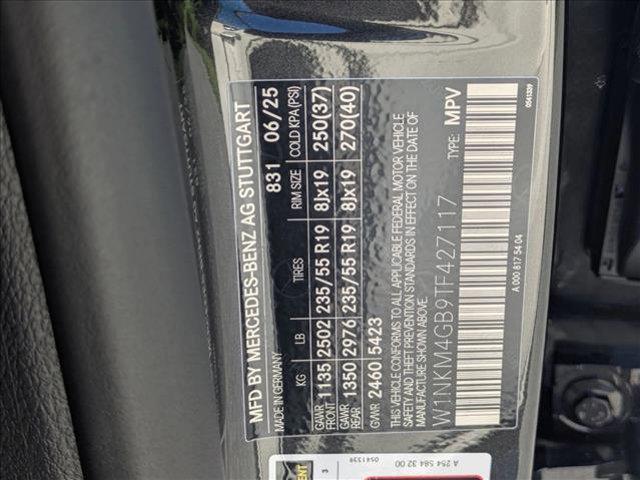 MFD BY MERCEDES-BENZ AG STUTTGART
MADE IN GERMANY 831 06/25
KG LB TIRES RIM SIZE COLD KPA(PSI)
GAWR FRONT 1135 2502 235/55 R19 8Jx19 250(37)
GAWR REAR 1350 2976 235/55 R19 8Jx19 270(40)
GVWR 2460 5423
THIS VEHICLE CONFORMS TO ALL APPLICABLE FEDERAL MOTOR VEHICLE
SAFETY AND THEFT PREVENTION STANDARDS IN EFFECT ON THE DATE OF
MANUFACTURE SHOWN ABOVE.
W1NKM4GB9TF427117 TYPE: MPV
A 000 817 54 04 0541339
A 254 584 32 00
0541339
3